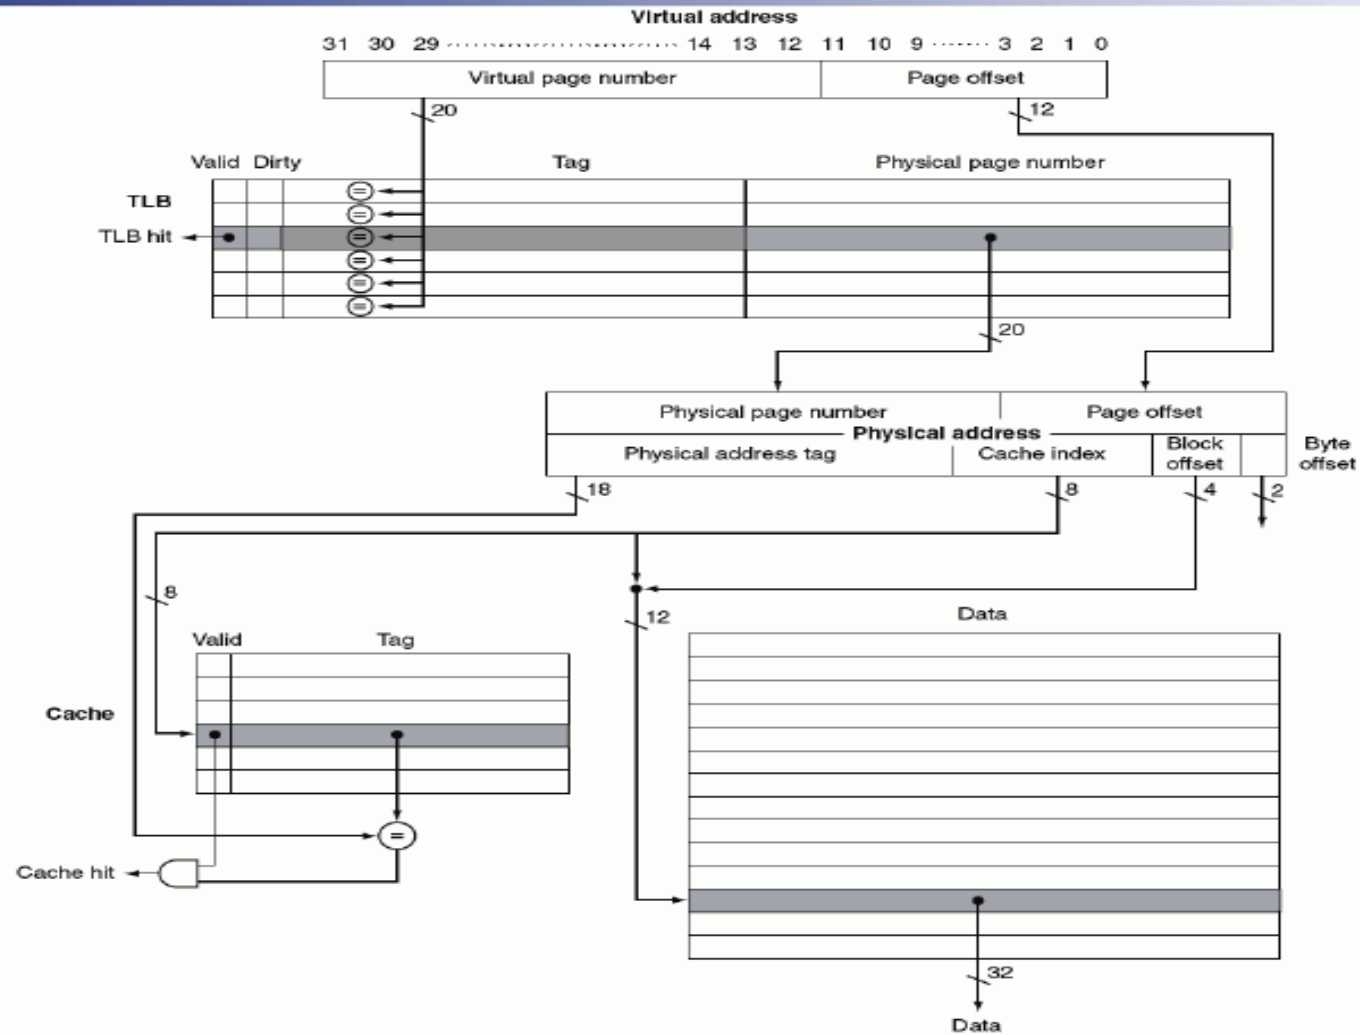 Virtual address
31 30 29 ........................................ 14 13 12 11 10 9 ....... 3 2 1 0
Virtual page number Page offset
20 12
Valid Dirty Tag Physical page number
TLB
=
=
TLB hit =
=
=
=
20
Physical page number Page offset
Physical address
Physical address tag Cache index Block offset Byte offset
18 8 4 2
8
12
Data
Valid Tag
Cache
=
Cache hit
32
Data